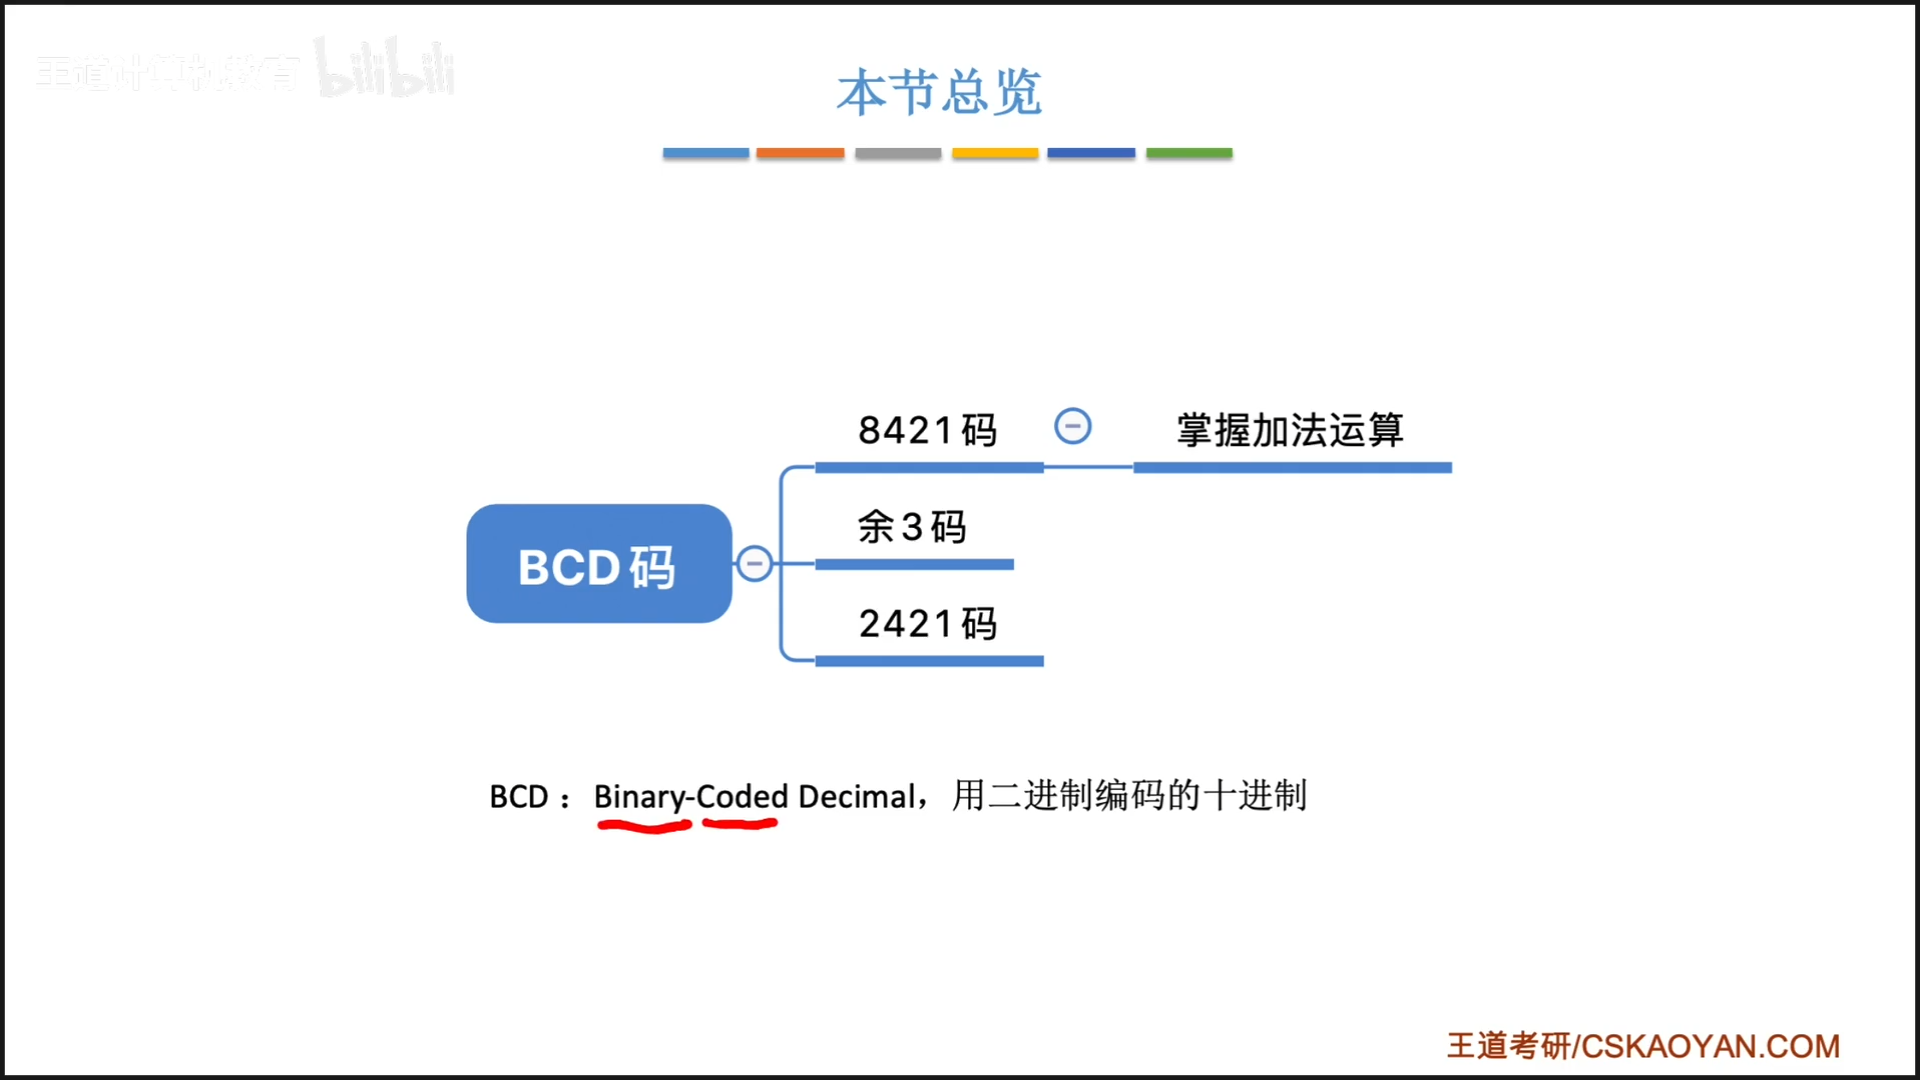 王道计算机教育 bilibili
本节总览
8421码
掌握加法运算
余3码
BCD码
2421码
BCD： Binary-Coded Decimal，用二进制编码的十进制
王道考研/CSKAOYAN.COM